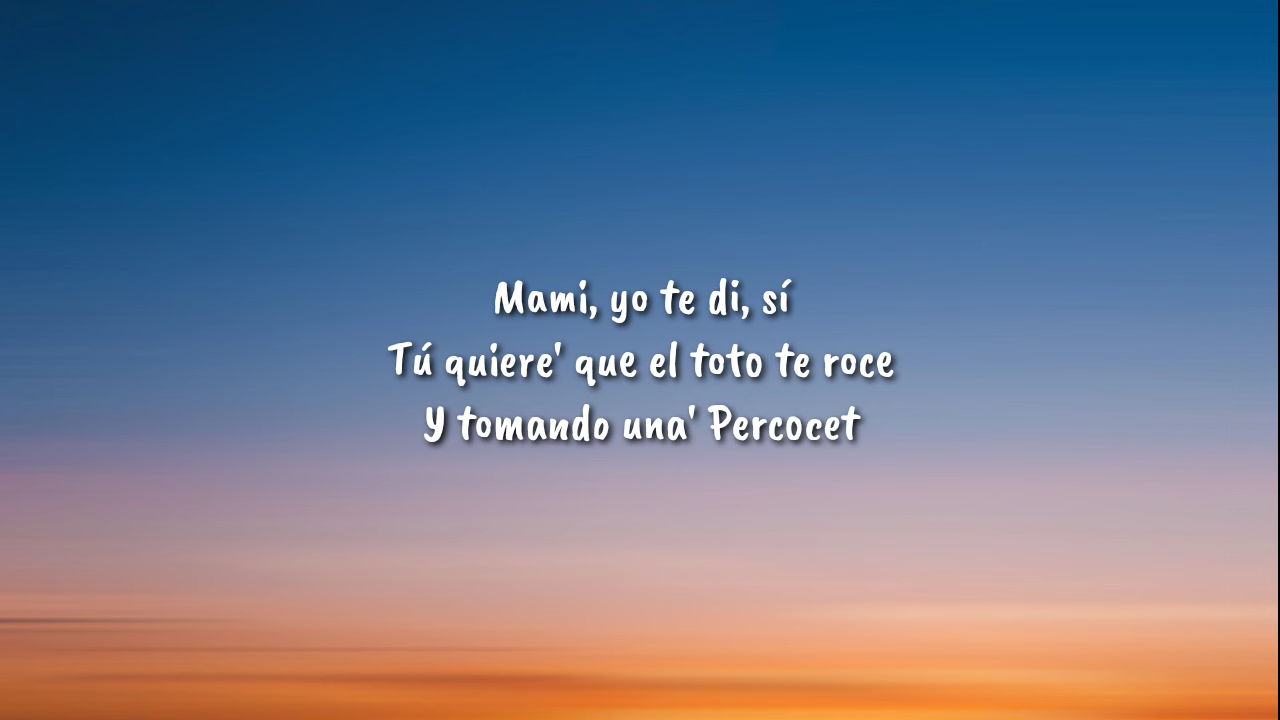 Mami, yo te di, sí
Tú quiere' que el toto te roce
Y tomando una' Percocet